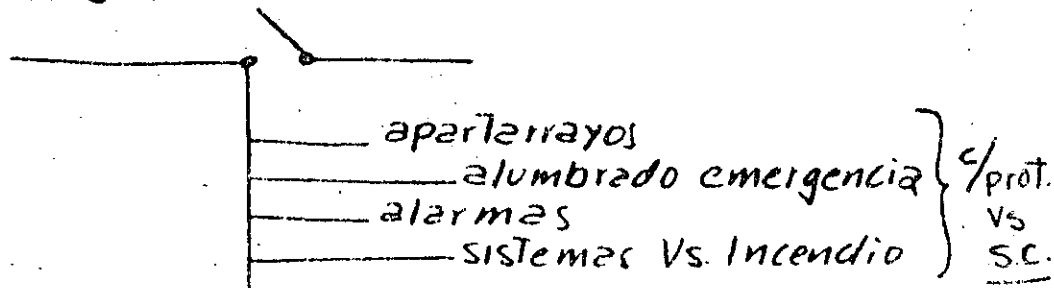 apartarrayos
alumbrado emergencia
alarmas
sistemas Vs. Incendio
c/prot.
Vs
S.C.